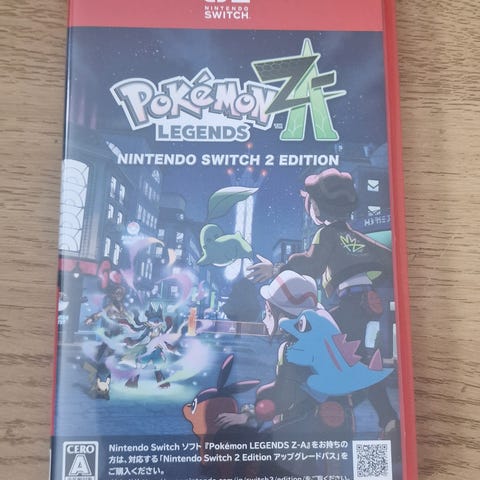 NINTENDO
SWITCH
POKéMON
LEGENDS
ZA
TM
NINTENDO SWITCH 2 EDITION
CERO
A
Nintendo Switch ソフト『Pokémon LEGENDS Z-A』をお持ちの
方は、対応する「Nintendo Switch 2 Edition アップグレードパス」を
ご購入ください。